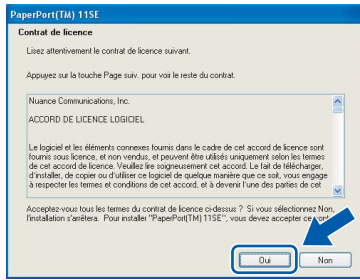 PaperPort(TM) 11SE
Contrat de licence
Lisez attentivement le contrat de licence suivant.
Appuyez sur la touche Page suiv. pour voir le reste du contrat.
Nuance Communications, Inc.
ACCORD DE LICENCE LOGICIEL
Le logiciel et les éléments connexes fournis dans le cadre de cet accord de licence sont
fournis sous licence, et non vendus, et peuvent être utilisés uniquement selon les termes
de cet accord de licence. Veuillez lire soigneusement cet accord. Le fait de télécharger,
d'installer, de copier ou d'utiliser ce logiciel de quelque manière que ce soit, vous engage
à respecter les termes et conditions de cet accord, et à devenir l'une des parties de cet
Acceptez-vous tous les termes du contrat de licence ci-dessus ? Si vous sélectionnez Non,
l'installation s'arrêtera. Pour installer "PaperPort(TM) 11SE", vous devez accepter ce
Oui
Non